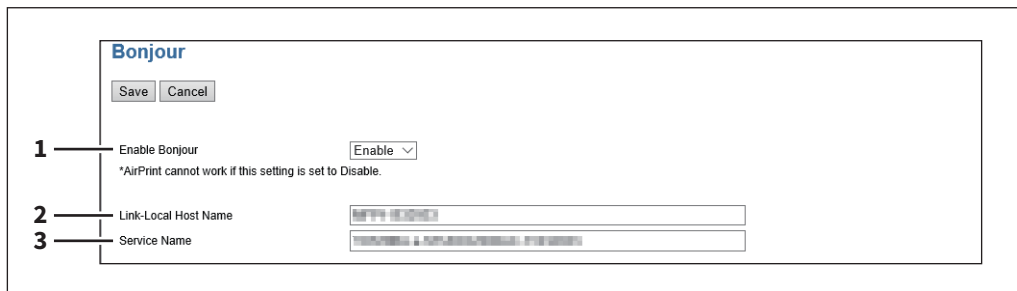 Bonjour
Save Cancel
1 Enable Bonjour Enable
*AirPrint cannot work if this setting is set to Disable.
2 Link-Local Host Name
3 Service Name